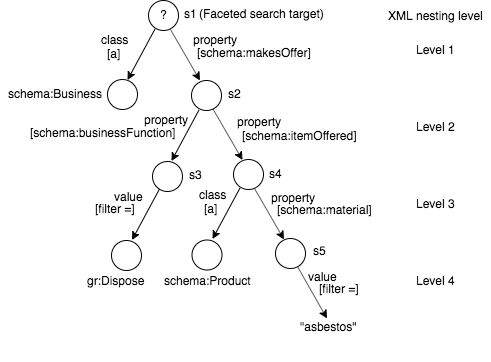 ? s1 (Faceted search target) XML nesting level
class property
[a] [schema:makesOffer] Level 1
schema:Business s2
property property Level 2
[schema:businessFunction] [schema:itemOffered]
s3 s4
value class property Level 3
[filter =] [a] [schema:material]
s5
gr:Dispose schema:Product value Level 4
[filter =]
"asbestos"